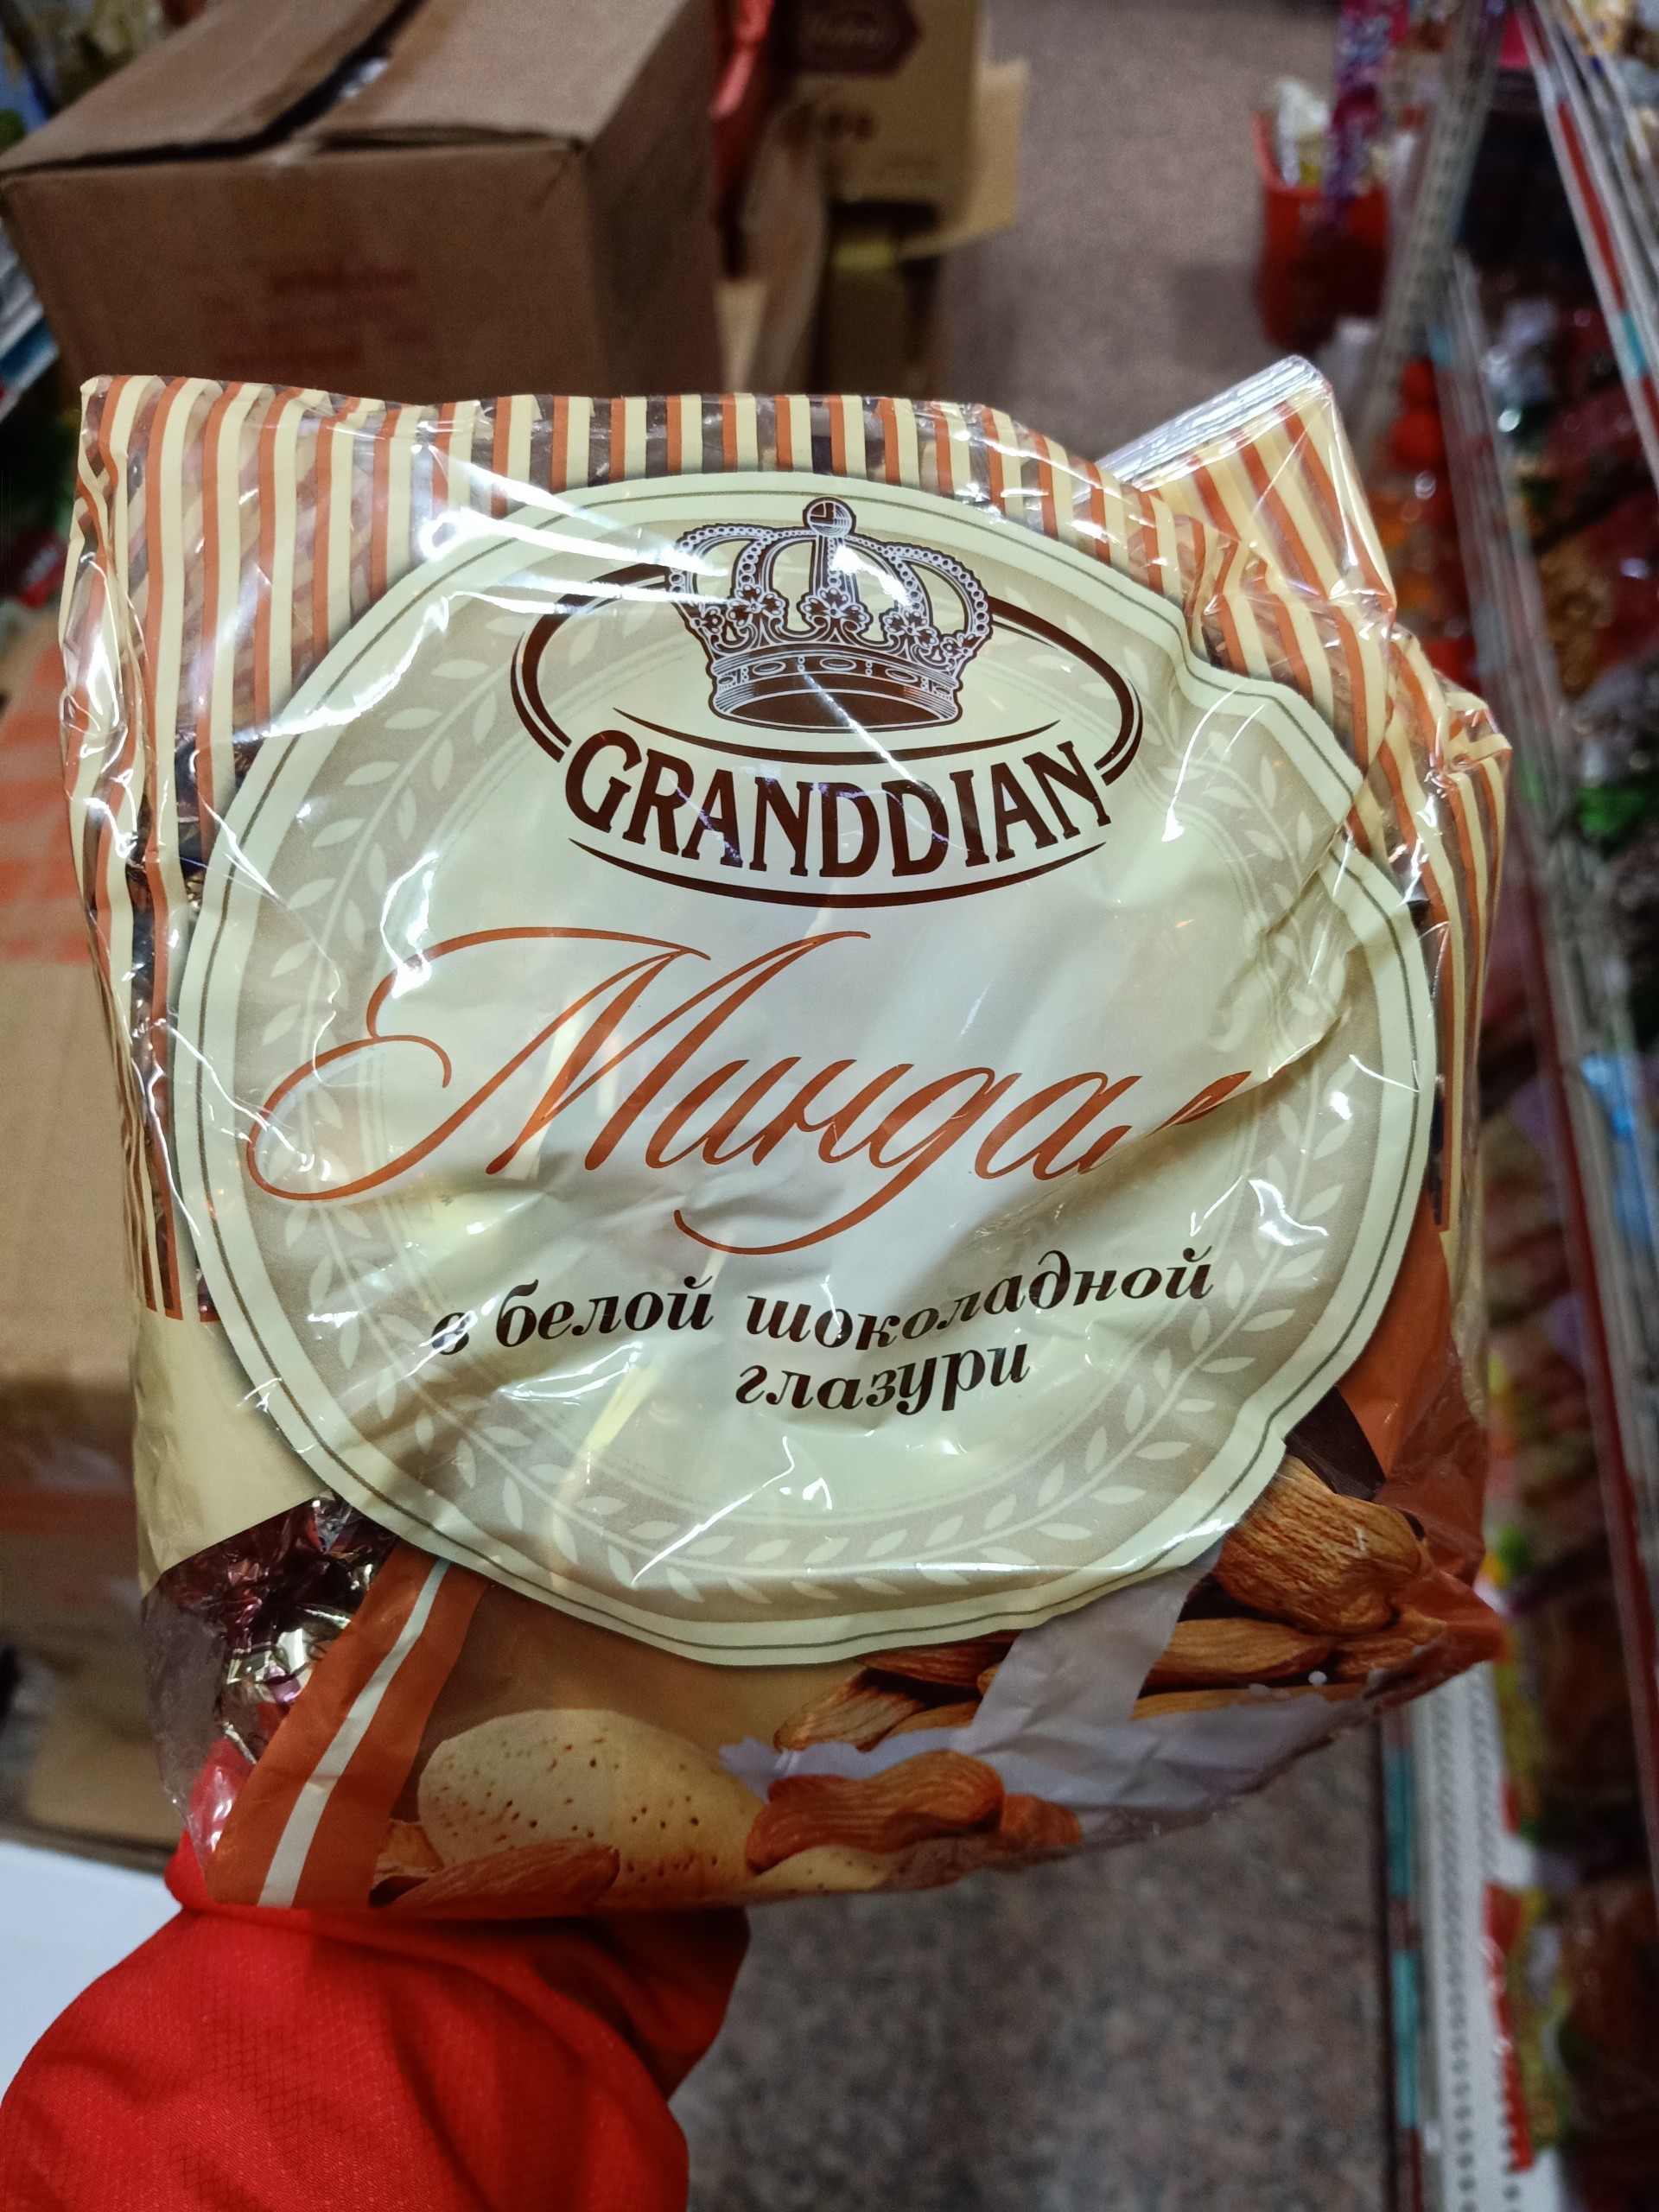 GRANDDIAN
Миндаль
в белой шоколадной
глазури